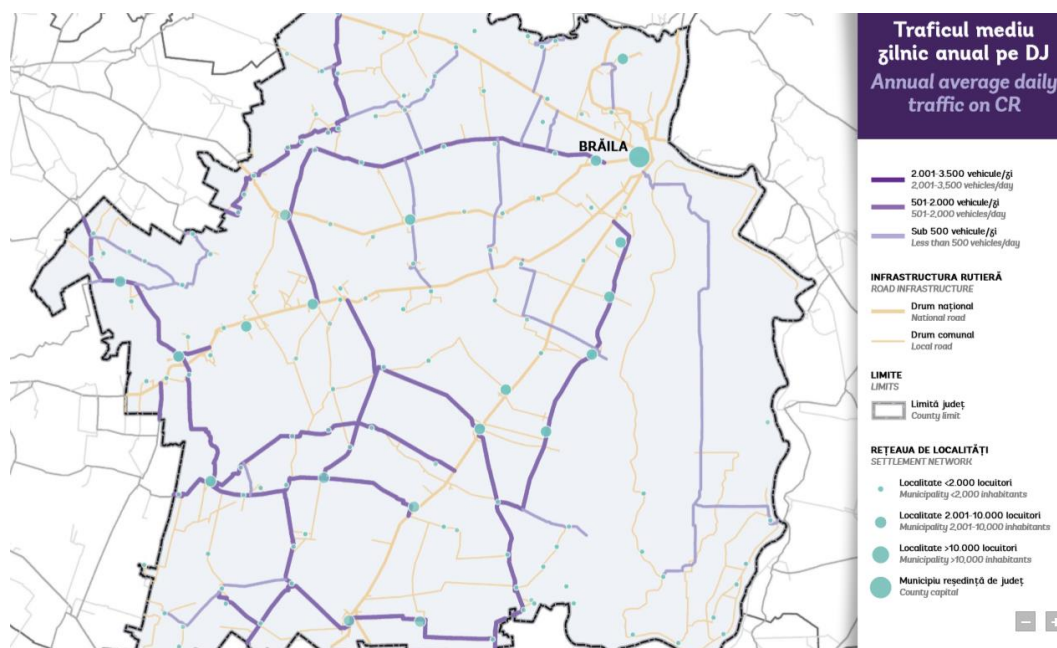 BRĂILA
Traficul mediu
zilnic anual pe DJ
Annual average daily
traffic on CR
2.001-3.500 vehicule/zi
2,001-3,500 vehicles/day
501-2.000 vehicule/zi
501-2,000 vehicles/day
Sub 500 vehicule/zi
Less than 500 vehicles/day
INFRASTRUCTURA RUTIERĂ
ROAD INFRASTRUCTURE
Drum național
National road
Drum comunal
Local road
LIMITE
LIMITS
Limită județ
County limit
REȚEAUA DE LOCALITĂȚI
SETTLEMENT NETWORK
Localitate <2.000 locuitori
Municipality <2,000 inhabitants
Localitate 2.001-10.000 locuitori
Municipality 2,001-10,000 inhabitants
Localitate >10.000 locuitori
Municipality >10,000 inhabitants
Municipiu reședință de județ
County capital